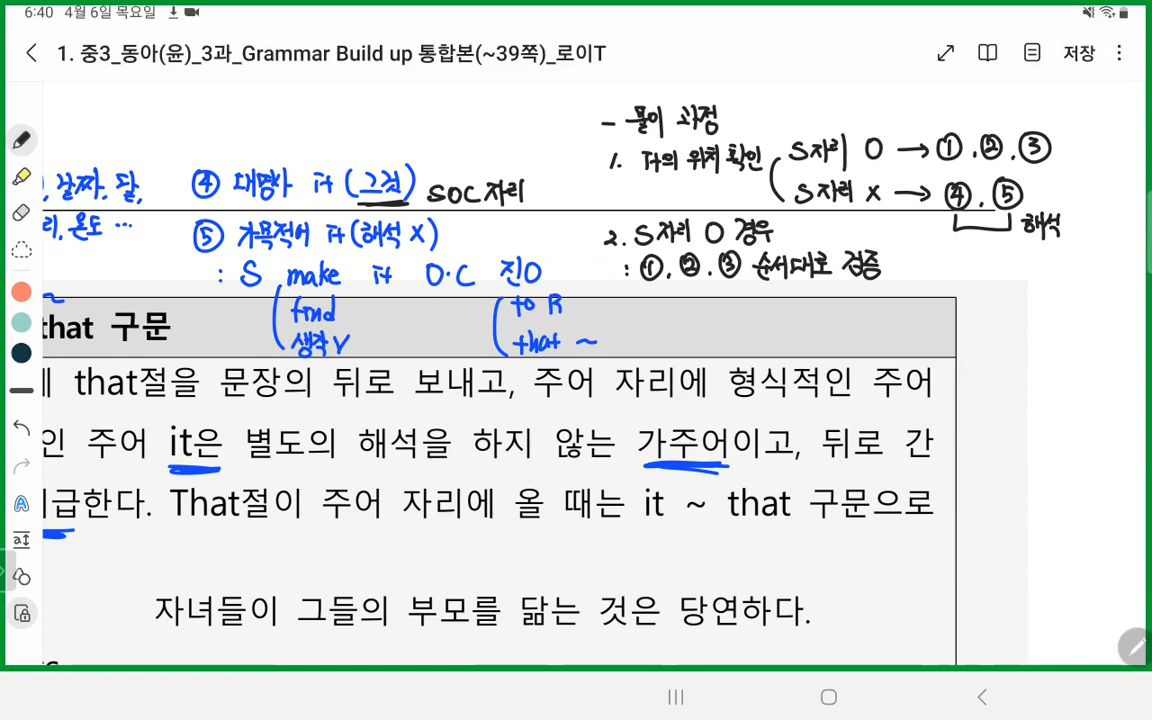 6:40 4월 6일 목요일
1. 중3_동아(윤)_3과_Grammar Build up 통합본(~39쪽)_로이T
저장
- 풀이 과정
1. It의 위치 확인
S자리 O → ①, ②, ③
S자리 X → ④, ⑤
해석
, 날짜, 달,
④ 대명사 it (그것) SOC자리
리, 온도 …
⑤ 가목적어 it (해석 X)
2. S자리 O 경우
: ①, ②, ③ 순서대로 검증
: S make it O·C 진O
find
to R
생각V
that ~
that 구문
that절을 문장의 뒤로 보내고, 주어 자리에 형식적인 주어
인 주어 it은 별도의 해석을 하지 않는 가주어이고, 뒤로 간
급한다. That절이 주어 자리에 올 때는 it ~ that 구문으로
자녀들이 그들의 부모를 닮는 것은 당연하다.